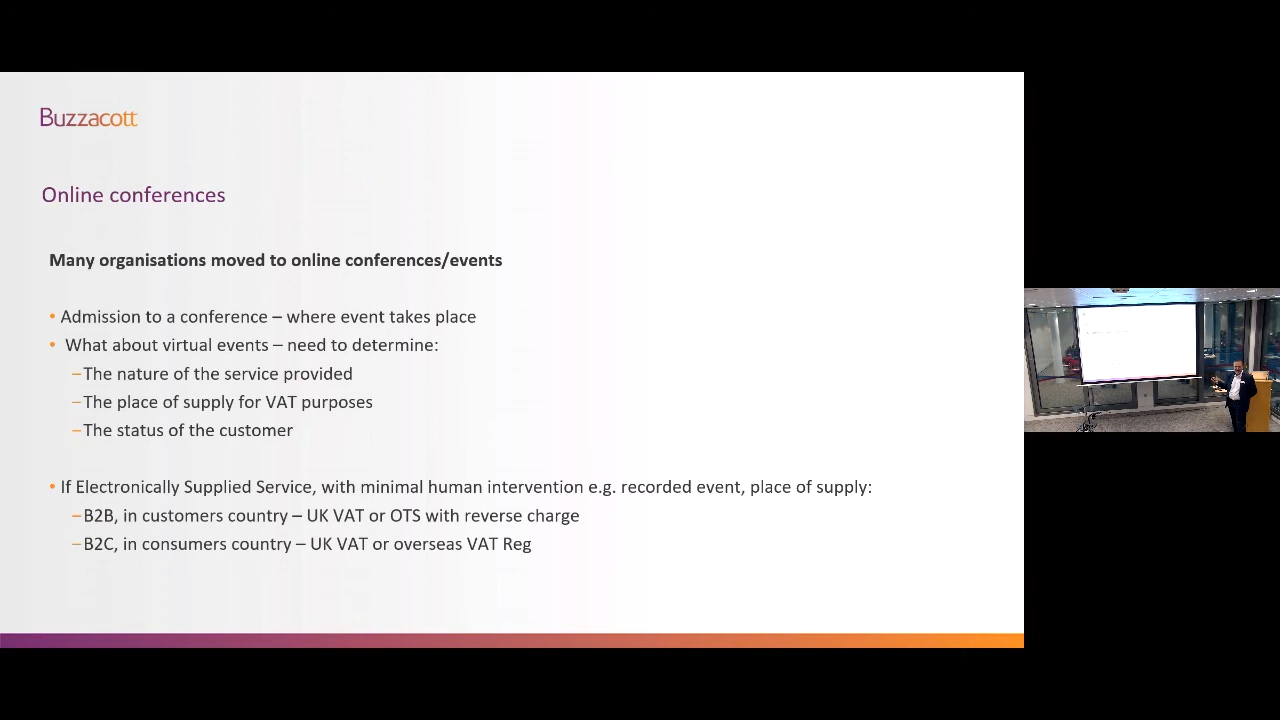 Buzzacott
Online conferences
Many organisations moved to online conferences/events
• Admission to a conference – where event takes place
• What about virtual events – need to determine:
–The nature of the service provided
–The place of supply for VAT purposes
–The status of the customer
• If Electronically Supplied Service, with minimal human intervention e.g. recorded event, place of supply:
–B2B, in customers country – UK VAT or OTS with reverse charge
–B2C, in consumers country – UK VAT or overseas VAT Reg